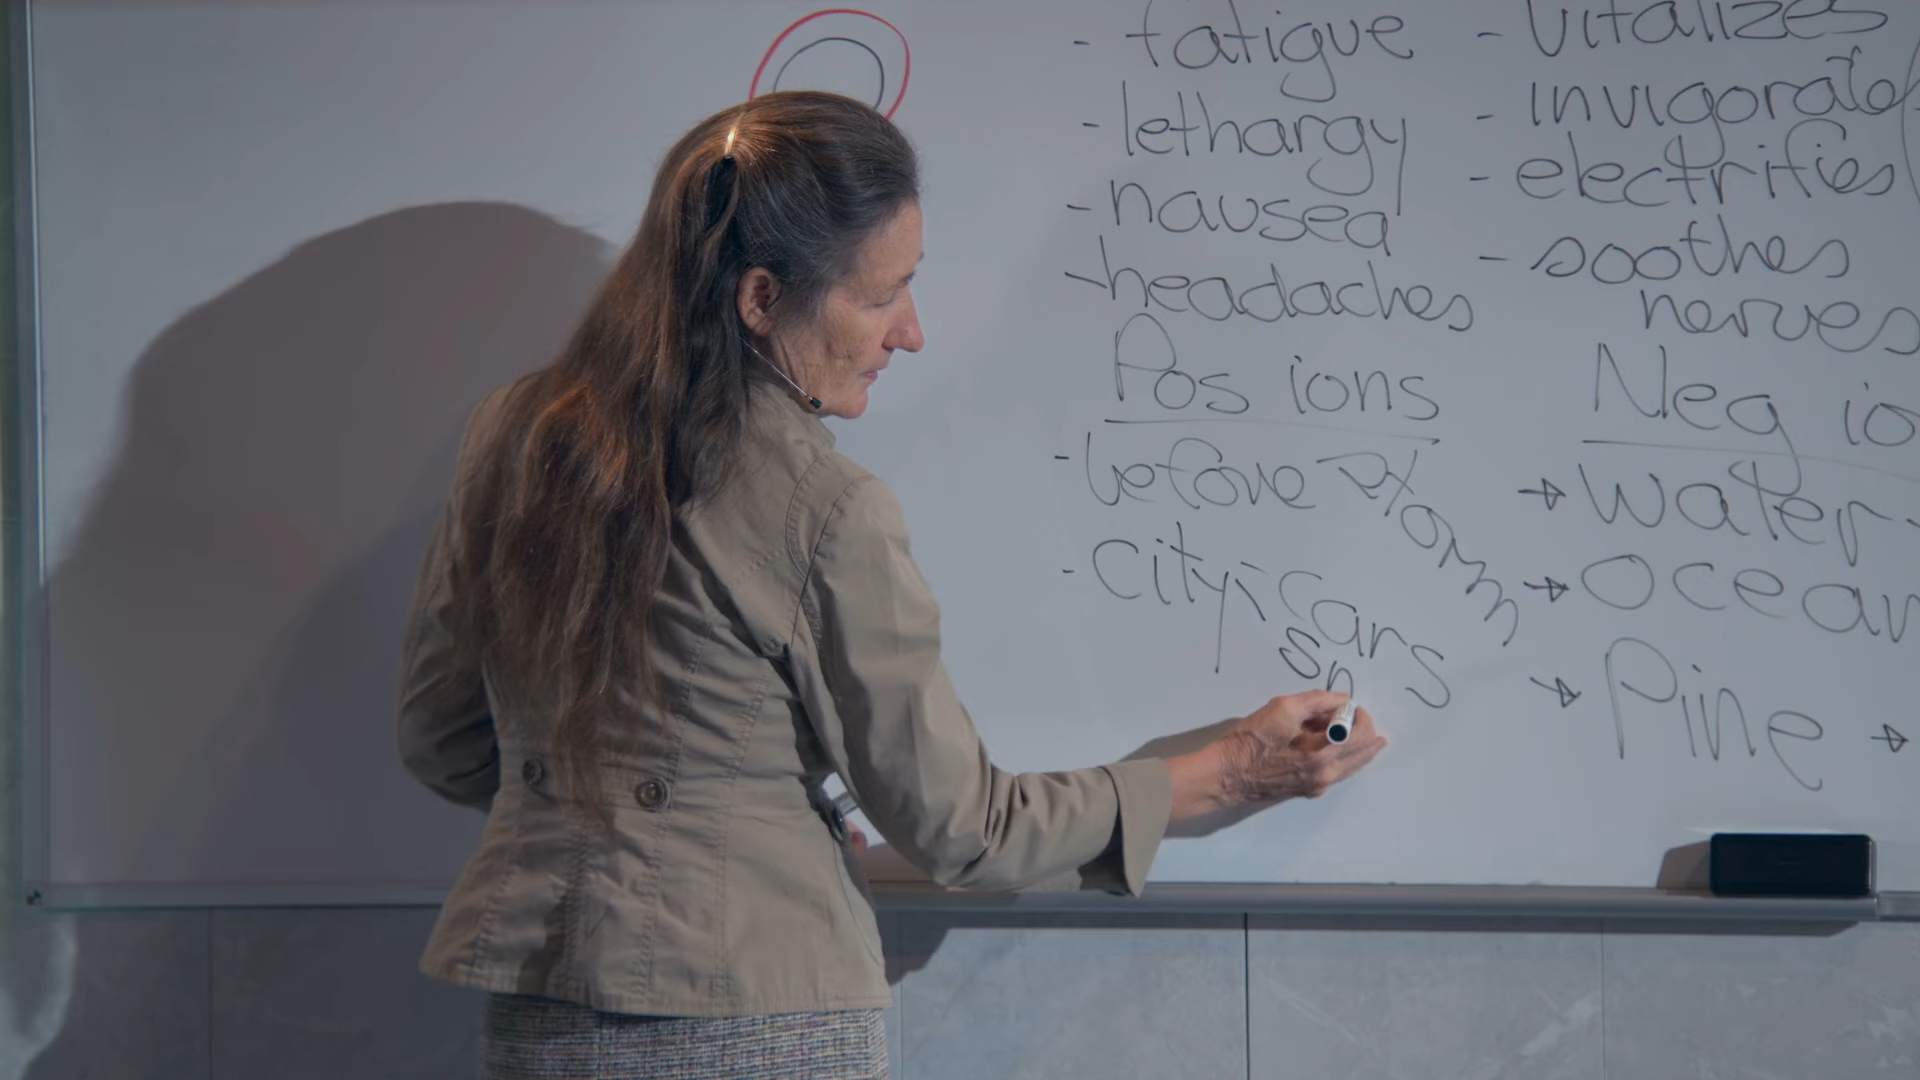 - fatigue
- lethargy
- nausea
- headaches
Pos ions
- before storm
- city - cars
- vitalizes
- invigorate
- electrifies
- soothes
nerves
Neg io
→ water -
→ Ocean
→ Pine →